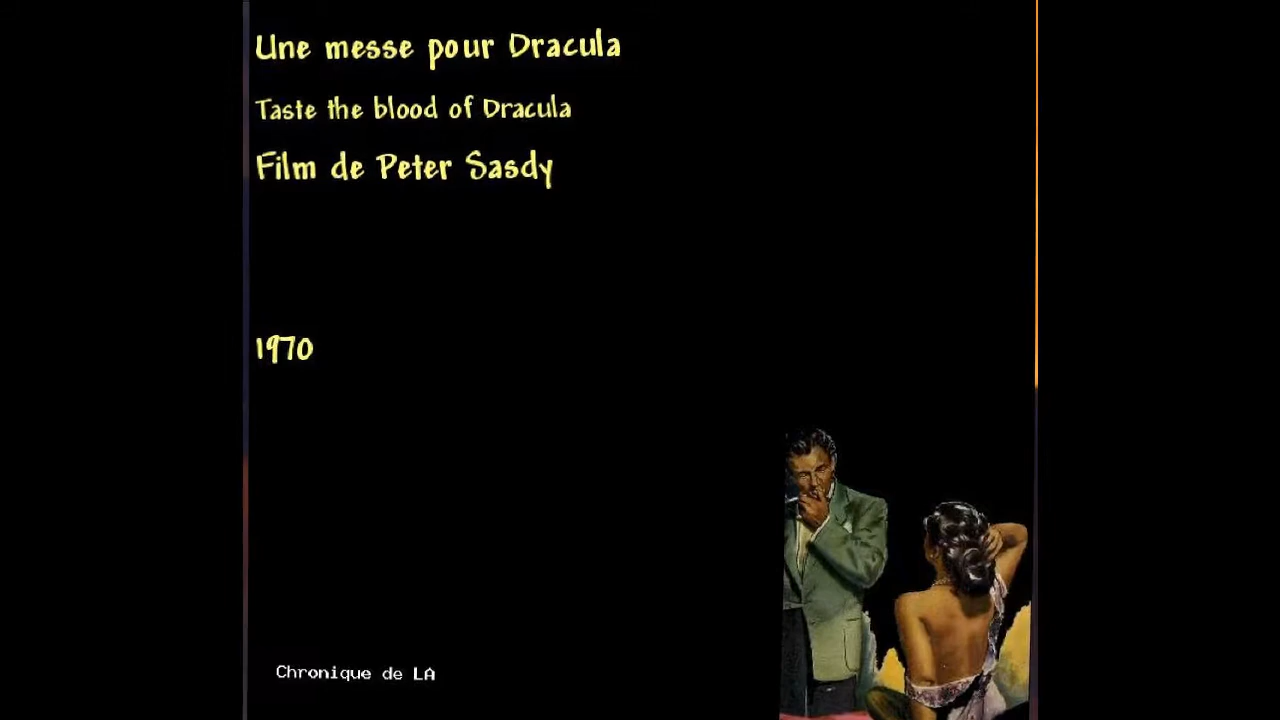 Une messe pour Dracula
Taste the blood of Dracula
Film de Peter Sasdy
1970
Chronique de LA